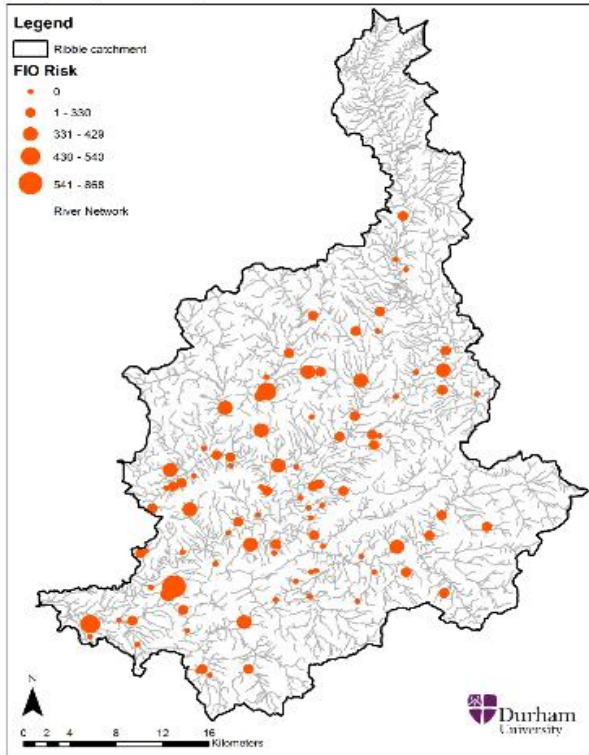 Legend
Ribble catchment
FIO Risk
0
1 - 330
331 - 429
430 - 540
541 - 868
River Network
N
0 2 4 8 12 16
Kilometers
Durham
University